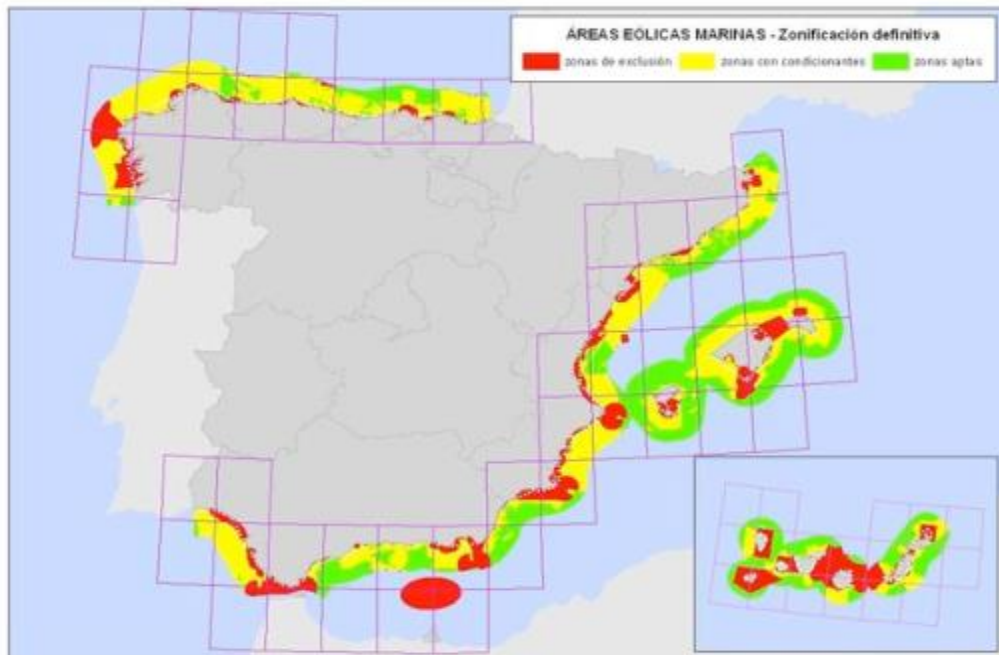 ÁREAS EÓLICAS MARINAS - Zonificación definitiva
zonas de exclusión zonas con condicionantes zonas aptas